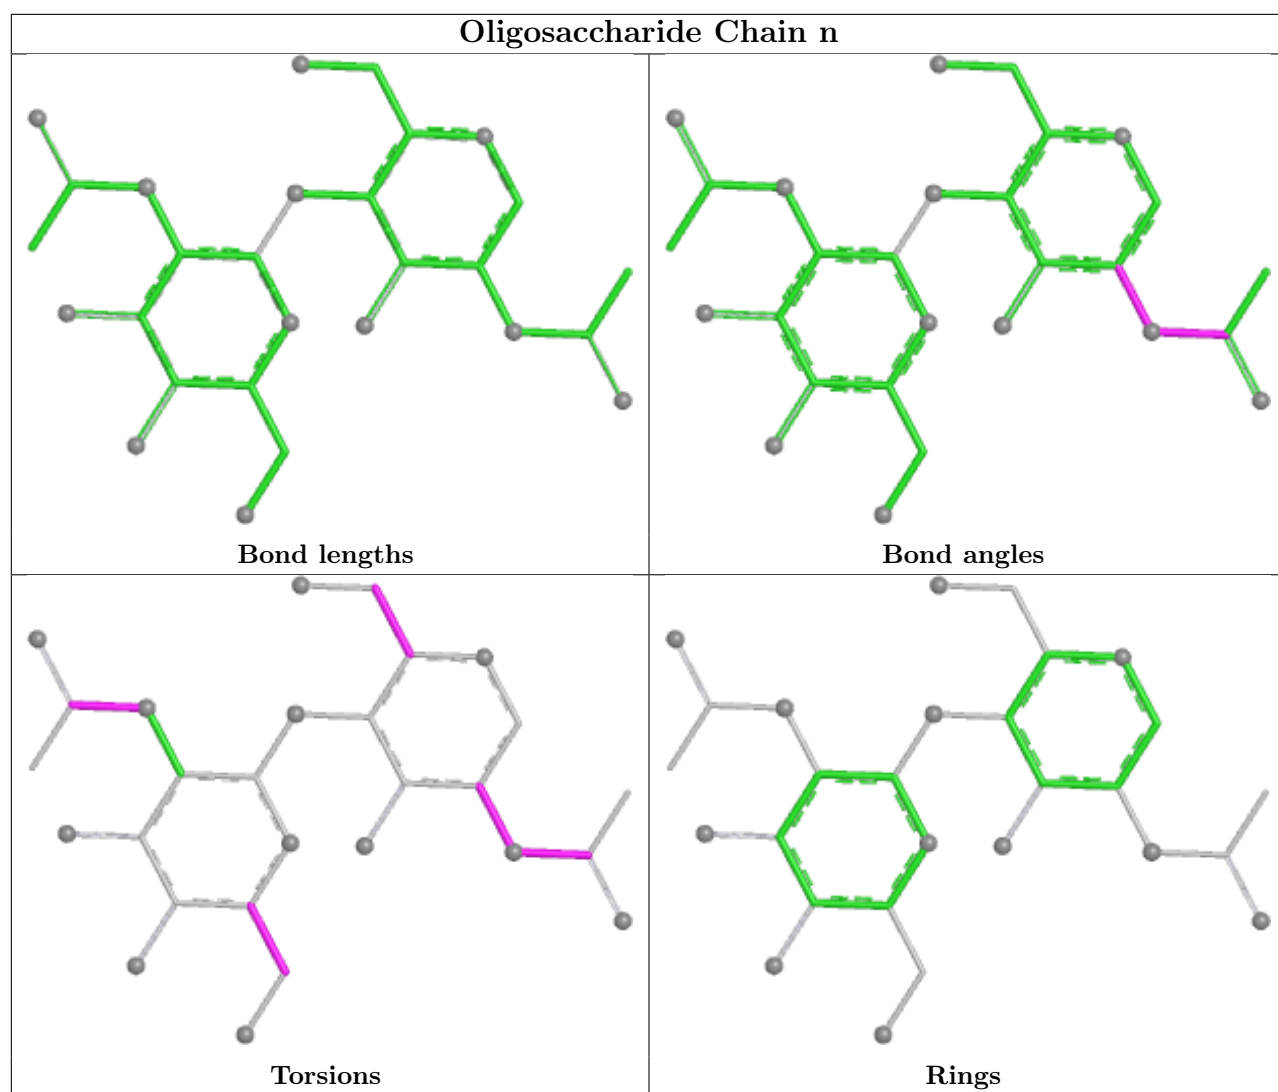 Oligosaccharide Chain n
Bond lengths
Bond angles
Torsions
Rings